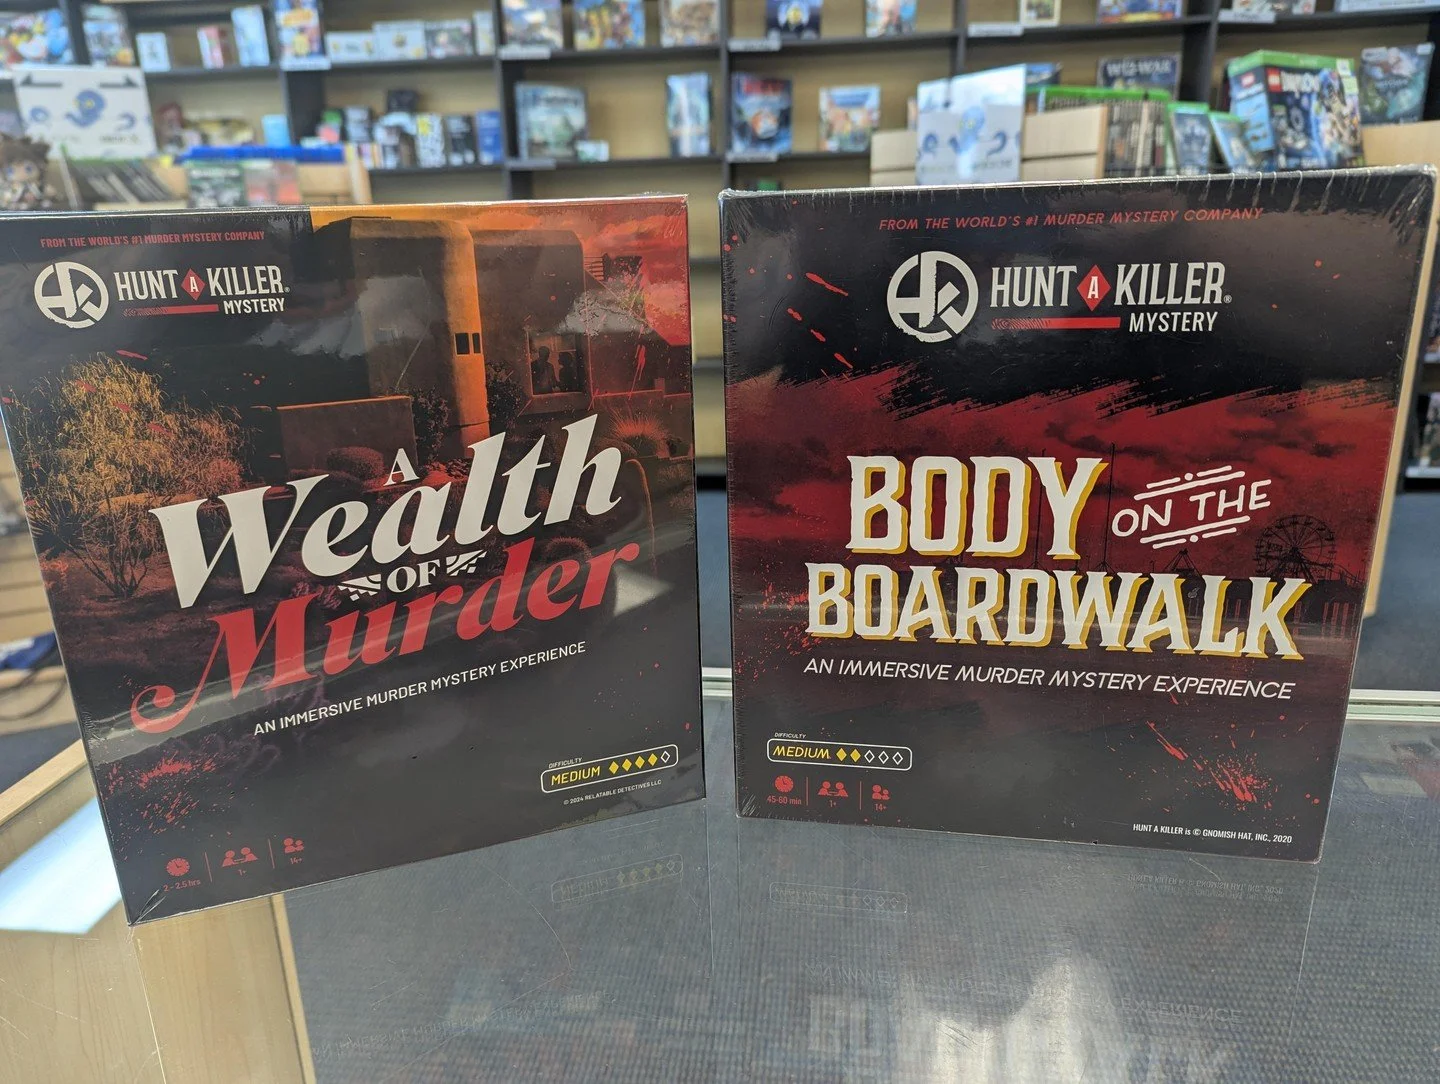 FROM THE WORLD'S #1 MURDER MYSTERY COMPANY
HUNT A KILLER®
MYSTERY
A
Wealth
OF
Murder
AN IMMERSIVE MURDER MYSTERY EXPERIENCE
DIFFICULTY
MEDIUM
© 2024 RELATABLE DETECTIVES LLC
2-2.5 hrs
1+
14+
FROM THE WORLD'S #1 MURDER MYSTERY COMPANY
HUNT A KILLER®
MYSTERY
BODY ON THE
BOARDWALK
AN IMMERSIVE MURDER MYSTERY EXPERIENCE
DIFFICULTY
MEDIUM
45-60 min
1+
14+
HUNT A KILLER is © GNOMISH HAT, INC., 2020